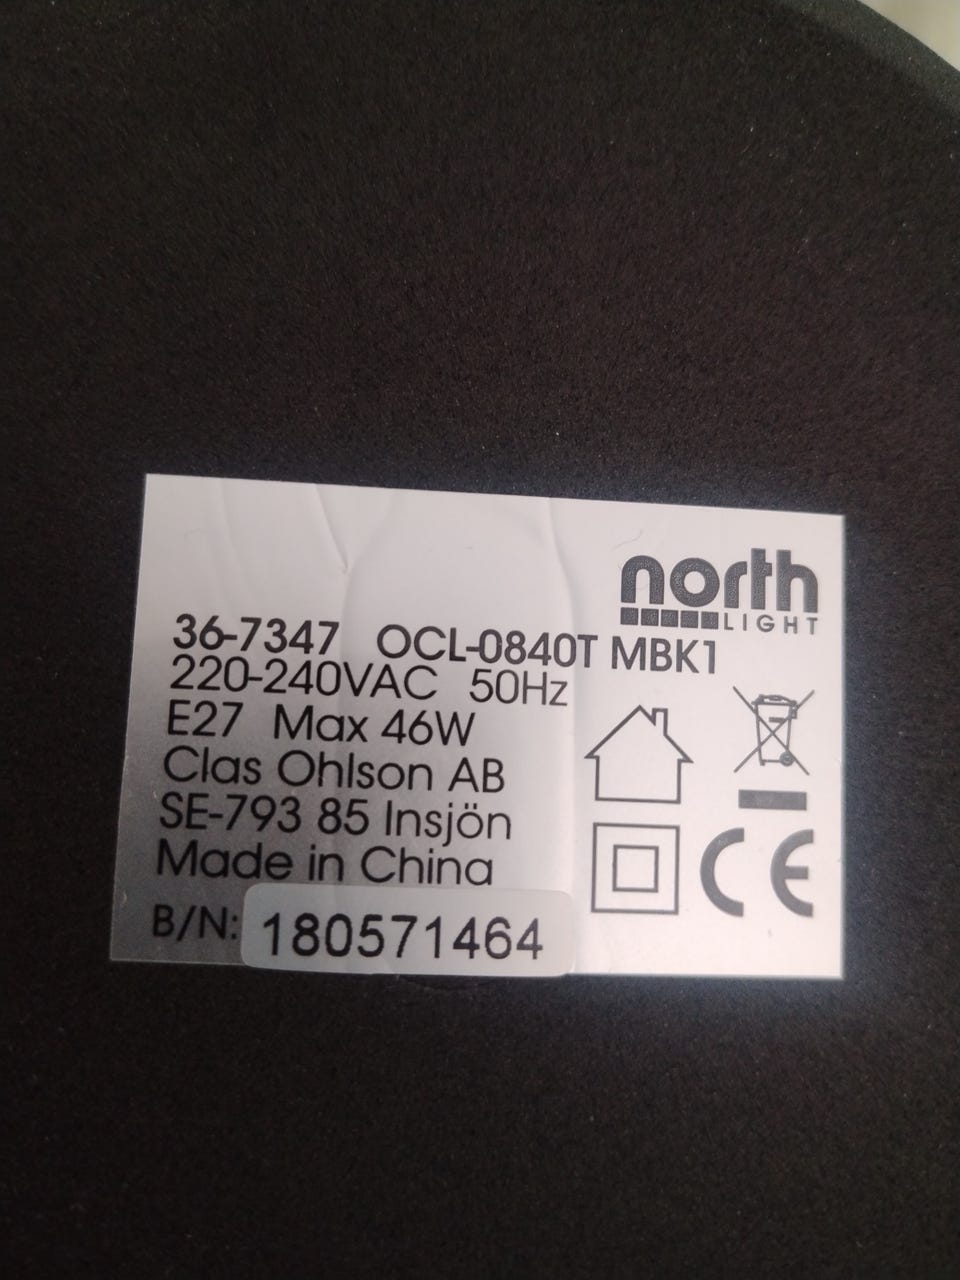 north
LIGHT
36-7347 OCL-0840T MBK1
220-240VAC 50Hz
E27 Max 46W
Clas Ohlson AB
SE-793 85 Insjön
Made in China
B/N: 180571464
CE